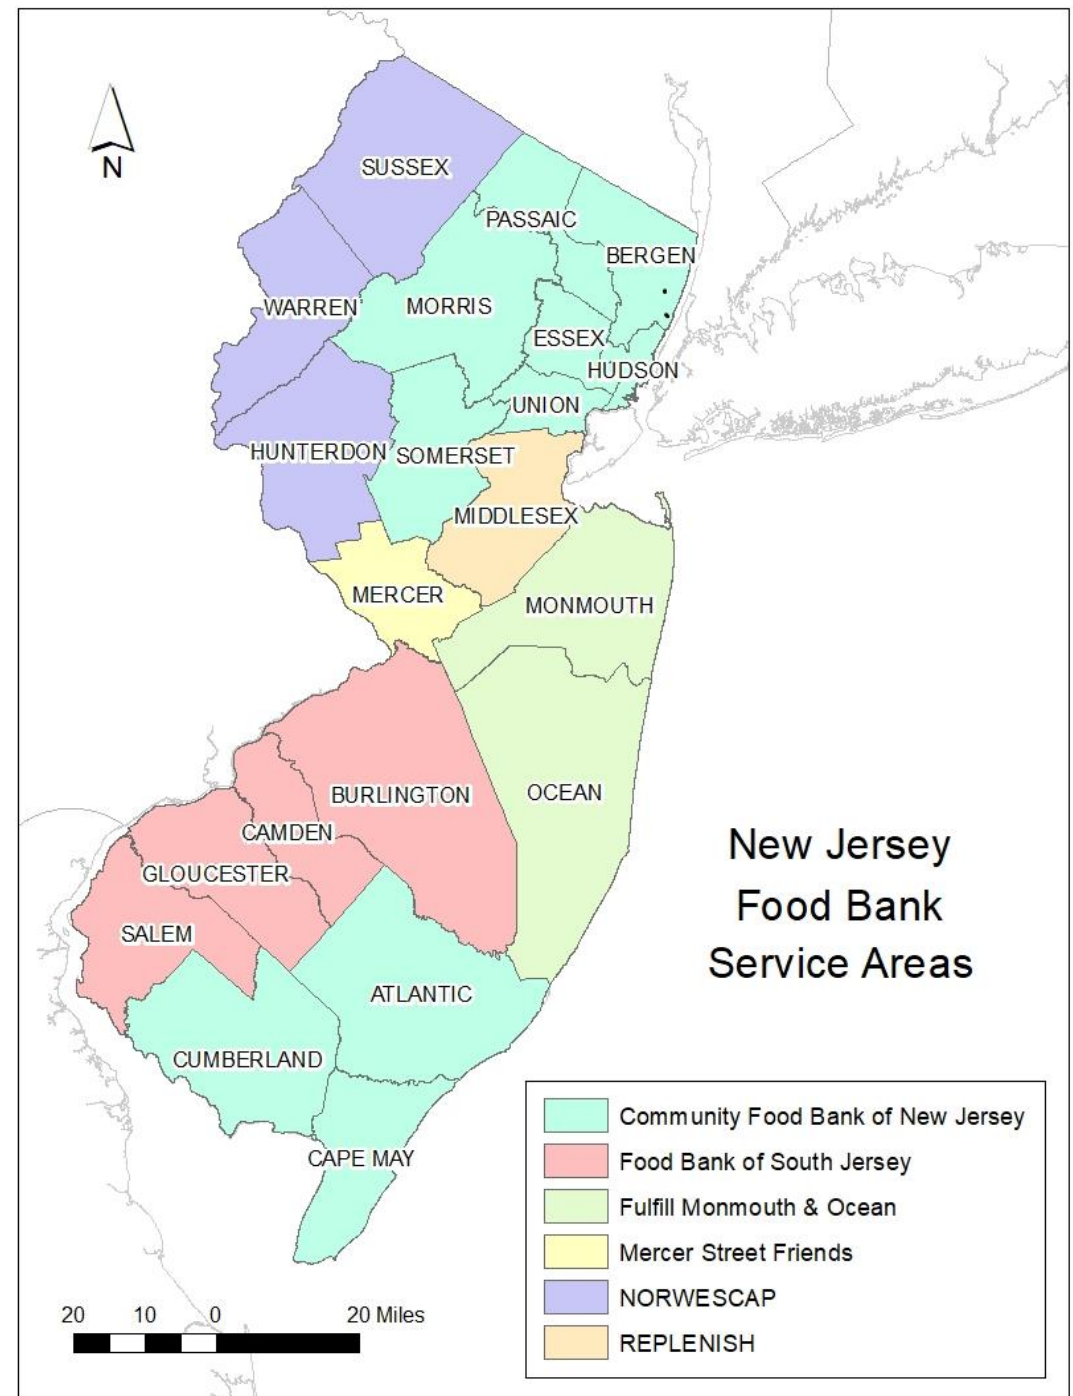 N
SUSSEX
PASSAIC
BERGEN
WARREN
MORRIS
ESSEX
HUDSON
UNION
HUNTERDON
SOMERSET
MIDDLESEX
MERCER
MONMOUTH
BURLINGTON
OCEAN
CAMDEN
GLOUCESTER
SALEM
ATLANTIC
CUMBERLAND
CAPE MAY
New Jersey
Food Bank
Service Areas
Community Food Bank of New Jersey
Food Bank of South Jersey
Fulfill Monmouth & Ocean
Mercer Street Friends
NORWESCAP
REPLENISH
20 10 0 20 Miles